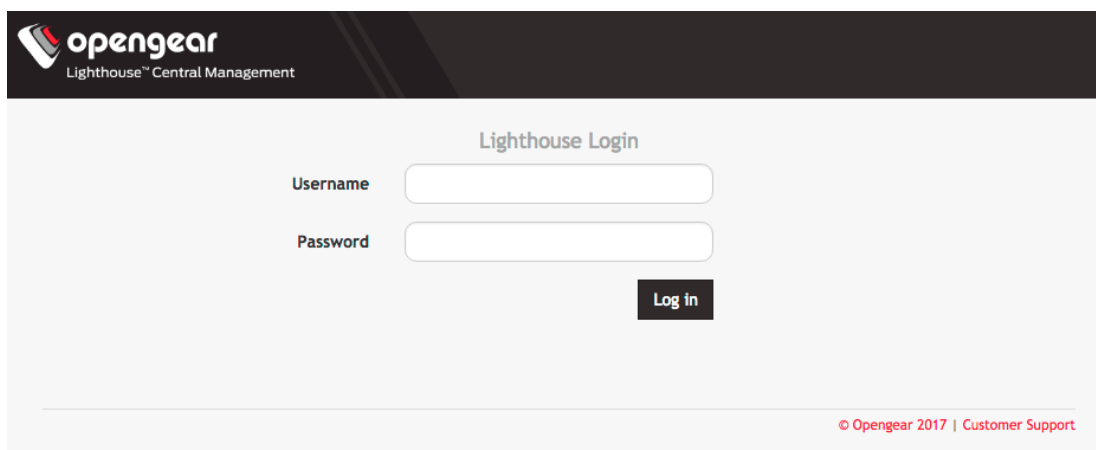 opengear
Lighthouse™ Central Management
Lighthouse Login
Username
Password
Log in
© Opengear 2017 | Customer Support